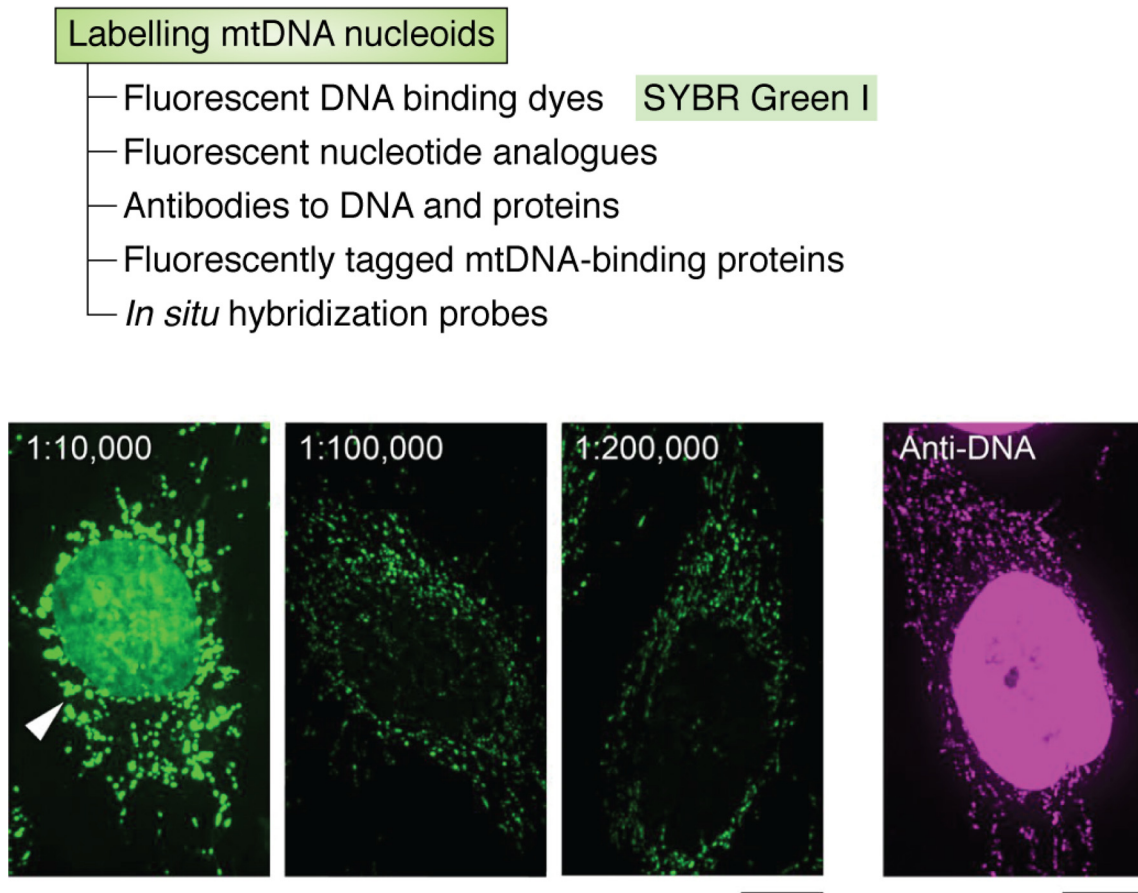 Labelling mtDNA nucleoids
Fluorescent DNA binding dyes SYBR Green I
Fluorescent nucleotide analogues
Antibodies to DNA and proteins
Fluorescently tagged mtDNA-binding proteins
In situ hybridization probes
1:10,000 1:100,000 1:200,000 Anti-DNA